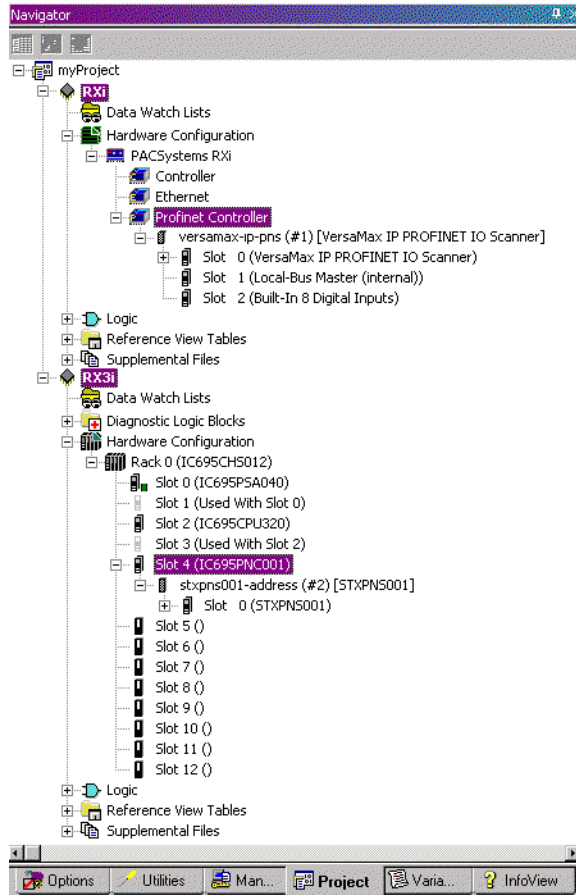 Navigator
myProject
RXi
Data Watch Lists
Hardware Configuration
PACSystems RXi
Controller
Ethernet
Profinet Controller
versamax-ip-pns (#1) [VersaMax IP PROFINET IO Scanner]
Slot 0 (VersaMax IP PROFINET IO Scanner)
Slot 1 (Local-Bus Master (internal))
Slot 2 (Built-In 8 Digital Inputs)
Logic
Reference View Tables
Supplemental Files
RX3i
Data Watch Lists
Diagnostic Logic Blocks
Hardware Configuration
Rack 0 (IC695CHS012)
Slot 0 (IC695PSA040)
Slot 1 (Used With Slot 0)
Slot 2 (IC695CPU320)
Slot 3 (Used With Slot 2)
Slot 4 (IC695PNC001)
stxpns001-address (#2) [STXPNS001]
Slot 0 (STXPNS001)
Slot 5 ()
Slot 6 ()
Slot 7 ()
Slot 8 ()
Slot 9 ()
Slot 10 ()
Slot 11 ()
Slot 12 ()
Logic
Reference View Tables
Supplemental Files
Options Utilities Man... Project Varia... InfoView